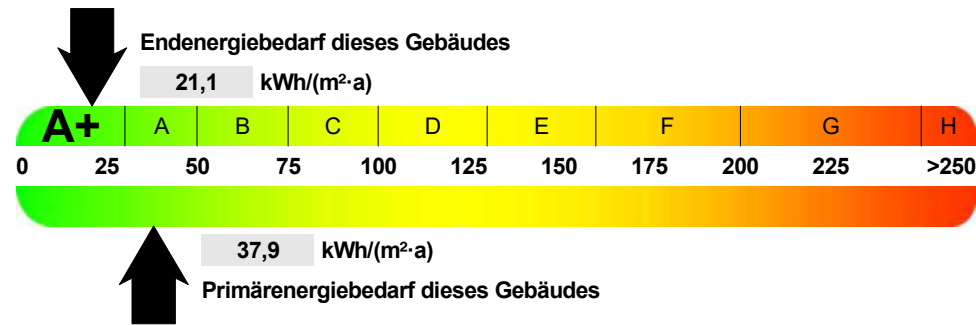 Endenergiebedarf dieses Gebäudes
21,1 kWh/(m²·a)
A+ A B C D E F G H
0 25 50 75 100 125 150 175 200 225 >250
37,9 kWh/(m²·a)
Primärenergiebedarf dieses Gebäudes